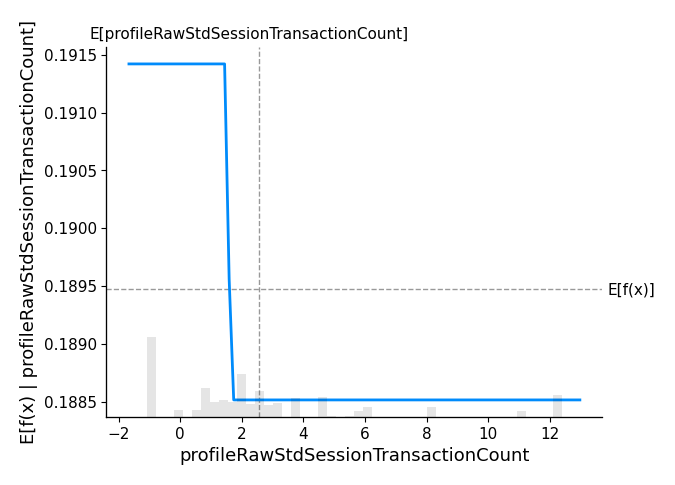 E[profileRawStdSessionTransactionCount]
0.1915
0.1910
0.1905
0.1900
0.1895
0.1890
0.1885
E[f(x) | profileRawStdSessionTransactionCount]
E[f(x)]
−2 0 2 4 6 8 10 12
profileRawStdSessionTransactionCount